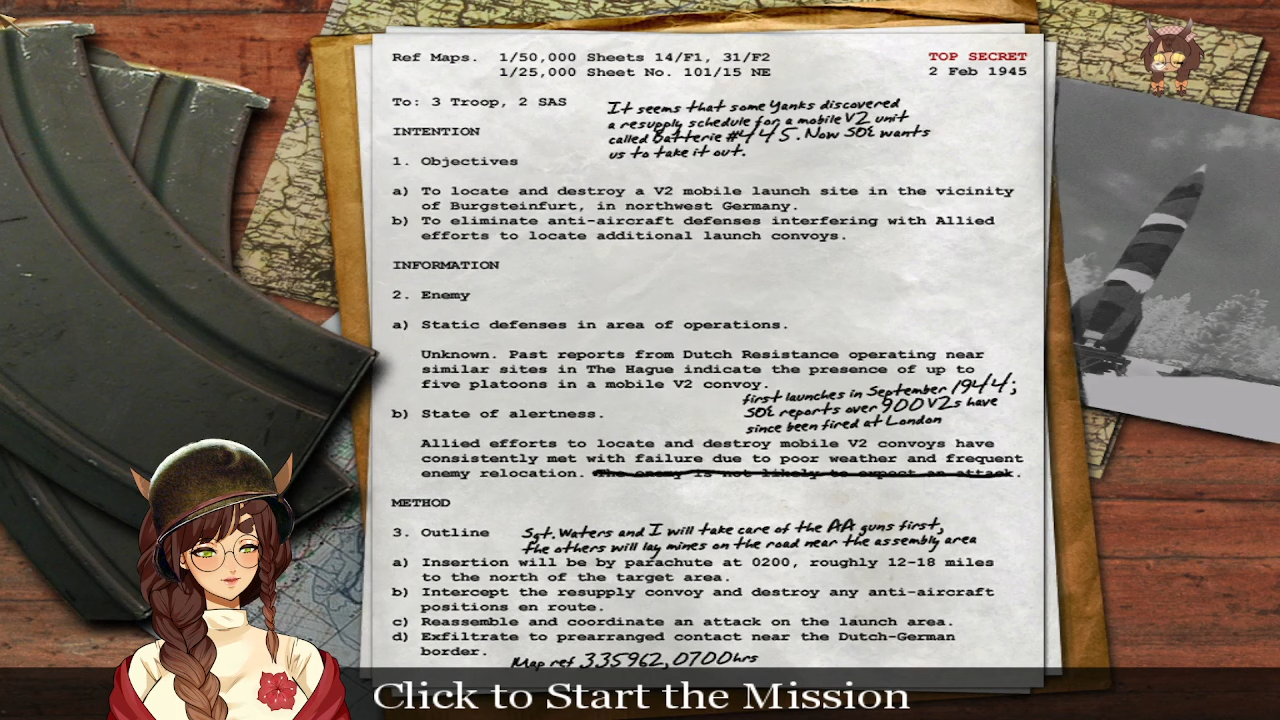 Ref Maps. 1/50,000 Sheets 14/F1, 31/F2
1/25,000 Sheet No. 101/15 NE
TOP SECRET
2 Feb 1945
To: 3 Troop, 2 SAS
It seems that some Yanks discovered
a resupply schedule for a mobile V2 unit
called Batterie #445. Now SOE wants
us to take it out.
INTENTION
1. Objectives
a) To locate and destroy a V2 mobile launch site in the vicinity
of Burgsteinfurt, in northwest Germany.
b) To eliminate anti-aircraft defenses interfering with Allied
efforts to locate additional launch convoys.
INFORMATION
2. Enemy
a) Static defenses in area of operations.
Unknown. Past reports from Dutch Resistance operating near
similar sites in The Hague indicate the presence of up to
five platoons in a mobile V2 convoy.
first launches in September 1944;
SOE reports over 900 V2s have
since been fired at London
b) State of alertness.
Allied efforts to locate and destroy mobile V2 convoys have
consistently met with failure due to poor weather and frequent
enemy relocation. The enemy is not likely to expect an attack.
METHOD
3. Outline
Sgt. Waters and I will take care of the AA guns first,
the others will lay mines on the road near the assembly area
a) Insertion will be by parachute at 0200, roughly 12-18 miles
to the north of the target area.
b) Intercept the resupply convoy and destroy any anti-aircraft
positions en route.
c) Reassemble and coordinate an attack on the launch area.
d) Exfiltrate to prearranged contact near the Dutch-German
border.
Map ref 335962, 0700hrs
Click to Start the Mission